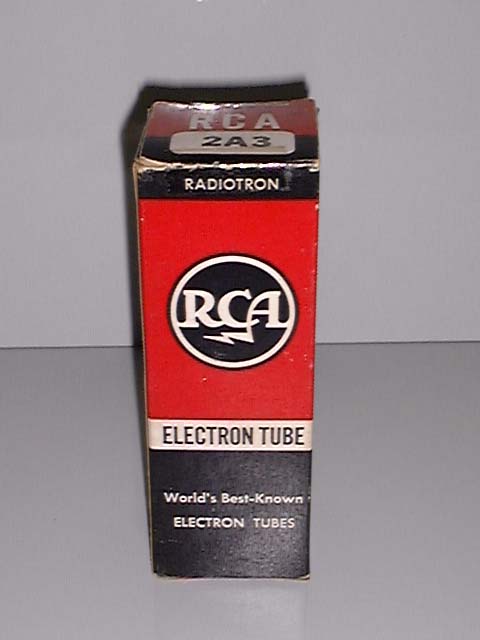 RCA
2A3
RADIOTRON
RCA
ELECTRON TUBE
World's Best-Known
ELECTRON TUBES